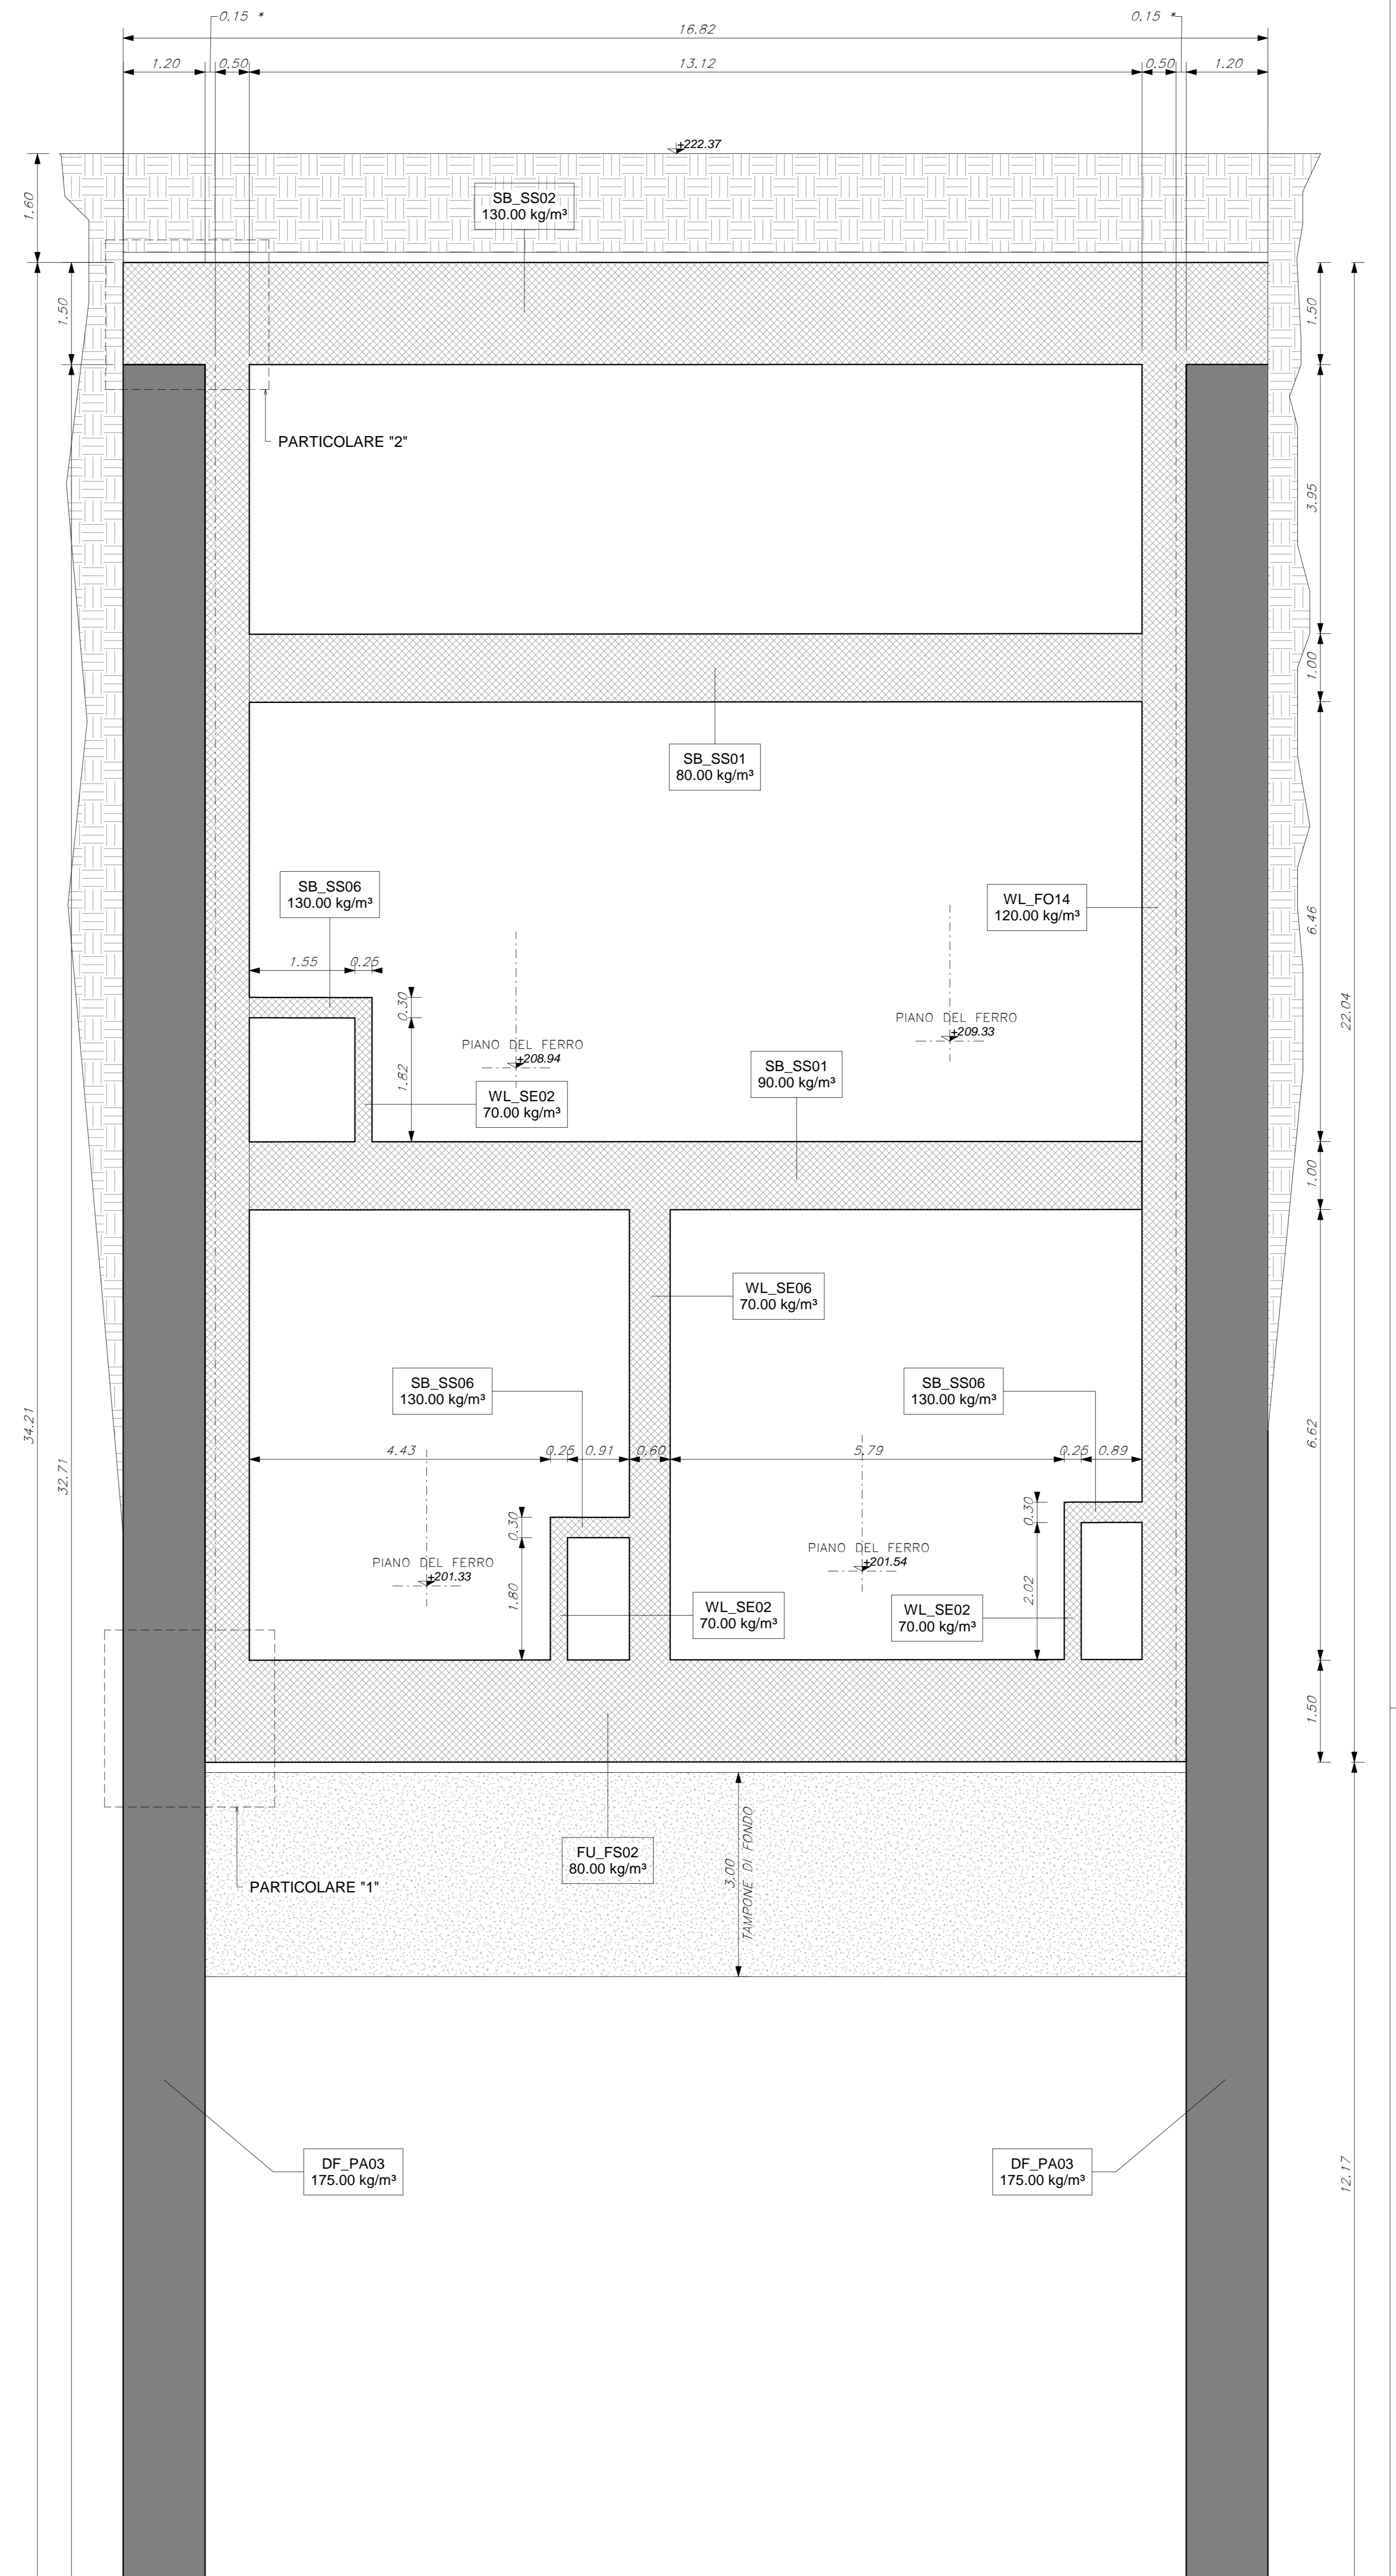 0.15 *
0.15 *
16.82
1.20
0.50
13.12
0.50
1.20
+222.37
1.60
SB_SS02
130.00 kg/m³
1.50
1.50
PARTICOLARE "2"
3.95
1.00
SB_SS01
80.00 kg/m³
SB_SS06
130.00 kg/m³
WL_FO14
120.00 kg/m³
6.46
1.55
0.25
0.30
22.04
PIANO DEL FERRO
+209.33
PIANO DEL FERRO
+208.94
1.82
SB_SS01
90.00 kg/m³
WL_SE02
70.00 kg/m³
1.00
WL_SE06
70.00 kg/m³
SB_SS06
130.00 kg/m³
SB_SS06
130.00 kg/m³
34.21
32.71
6.62
4.43
0.25
0.91
0.60
5.79
0.25
0.89
0.30
0.30
PIANO DEL FERRO
+201.33
PIANO DEL FERRO
+201.54
1.80
2.02
WL_SE02
70.00 kg/m³
WL_SE02
70.00 kg/m³
1.50
3.00
TAMPONE DI FONDO
FU_FS02
80.00 kg/m³
PARTICOLARE "1"
DF_PA03
175.00 kg/m³
DF_PA03
175.00 kg/m³
12.17